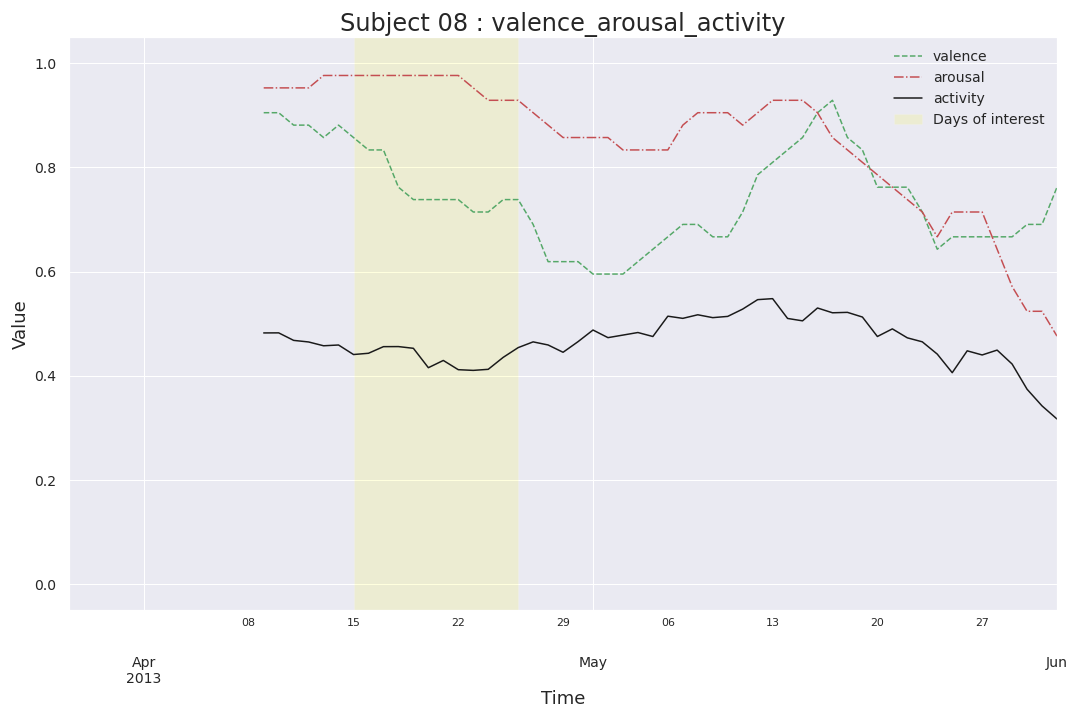 Subject 08 : valence_arousal_activity
valence
arousal
activity
Days of interest
Value
1.0
0.8
0.6
0.4
0.2
0.0
08 15 22 29 06 13 20 27
Apr May Jun
2013
Time